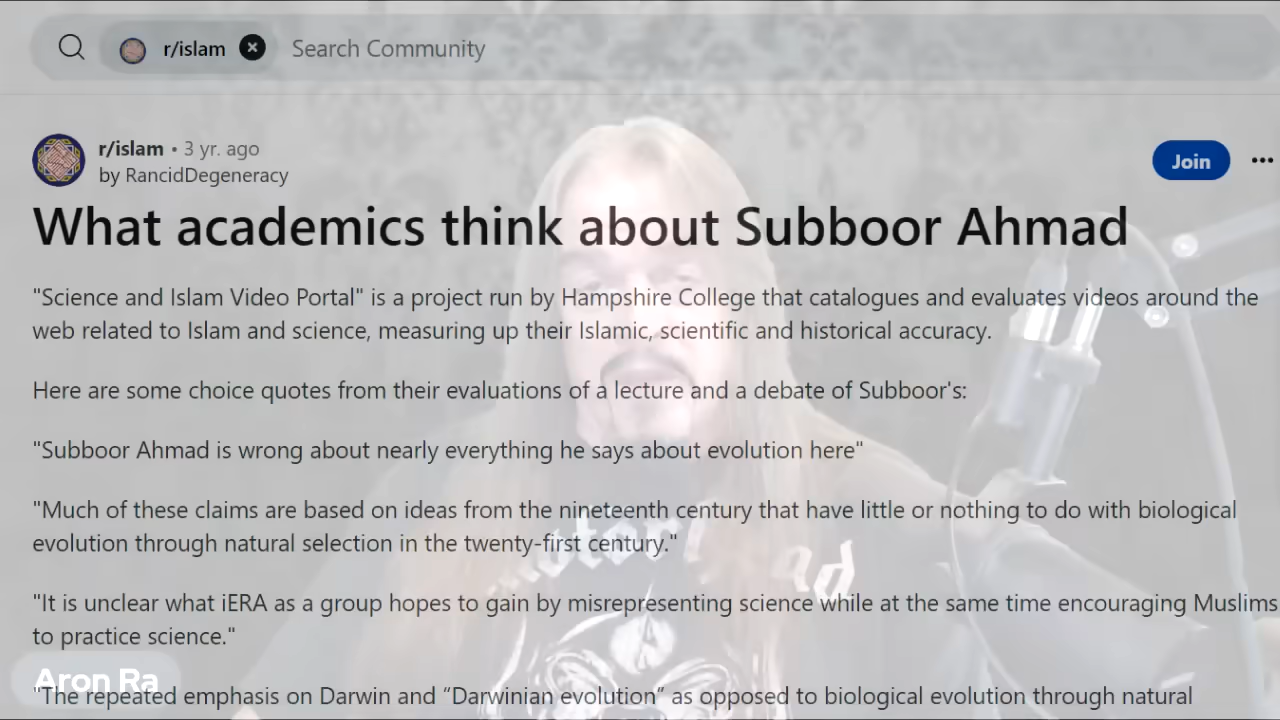 r/islam
Search Community
r/islam • 3 yr. ago
by RancidDegeneracy
Join
What academics think about Subboor Ahmad
"Science and Islam Video Portal" is a project run by Hampshire College that catalogues and evaluates videos around the
web related to Islam and science, measuring up their Islamic, scientific and historical accuracy.
Here are some choice quotes from their evaluations of a lecture and a debate of Subboor's:
"Subboor Ahmad is wrong about nearly everything he says about evolution here"
"Much of these claims are based on ideas from the nineteenth century that have little or nothing to do with biological
evolution through natural selection in the twenty-first century."
"It is unclear what iERA as a group hopes to gain by misrepresenting science while at the same time encouraging Muslims
to practice science."
Aron Ra
"The repeated emphasis on Darwin and “Darwinian evolution” as opposed to biological evolution through natural